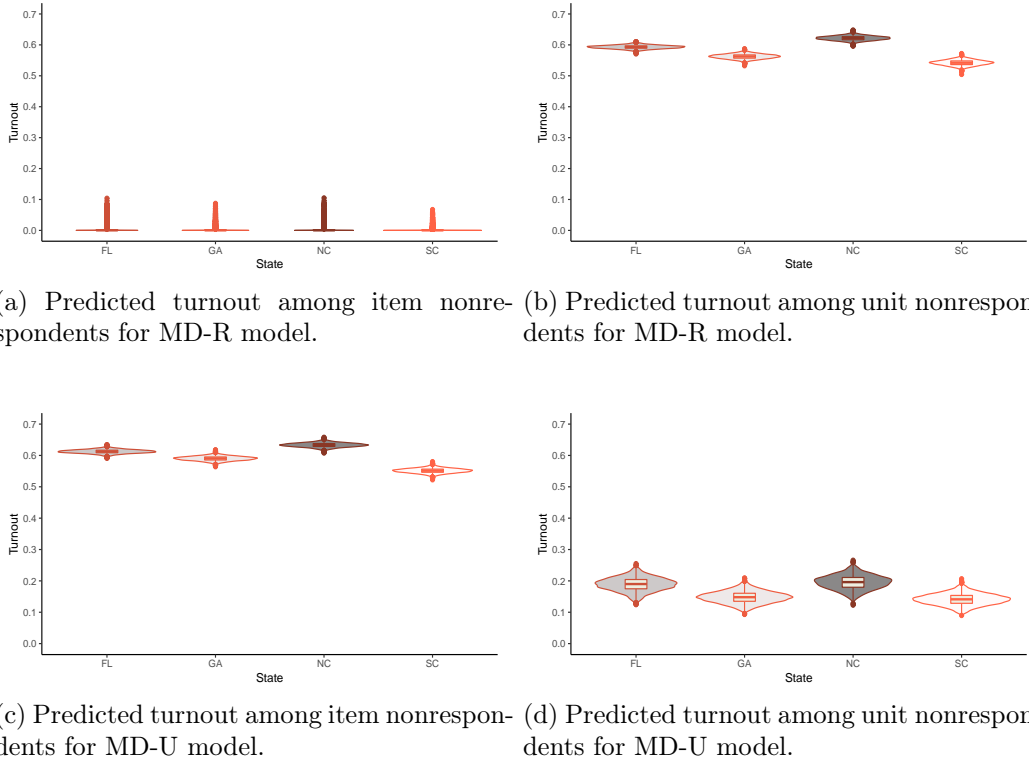 0.7
0.6
0.5
0.4
0.3
0.2
0.1
0.0
Turnout
FL GA NC SC
State
(a) Predicted turnout among item nonre-
spondents for MD-R model.
0.7
0.6
0.5
0.4
0.3
0.2
0.1
0.0
Turnout
FL GA NC SC
State
(b) Predicted turnout among unit nonrespon
dents for MD-R model.
0.7
0.6
0.5
0.4
0.3
0.2
0.1
0.0
Turnout
FL GA NC SC
State
(c) Predicted turnout among item nonrespon-
dents for MD-U model.
0.7
0.6
0.5
0.4
0.3
0.2
0.1
0.0
Turnout
FL GA NC SC
State
(d) Predicted turnout among unit nonrespon
dents for MD-U model.